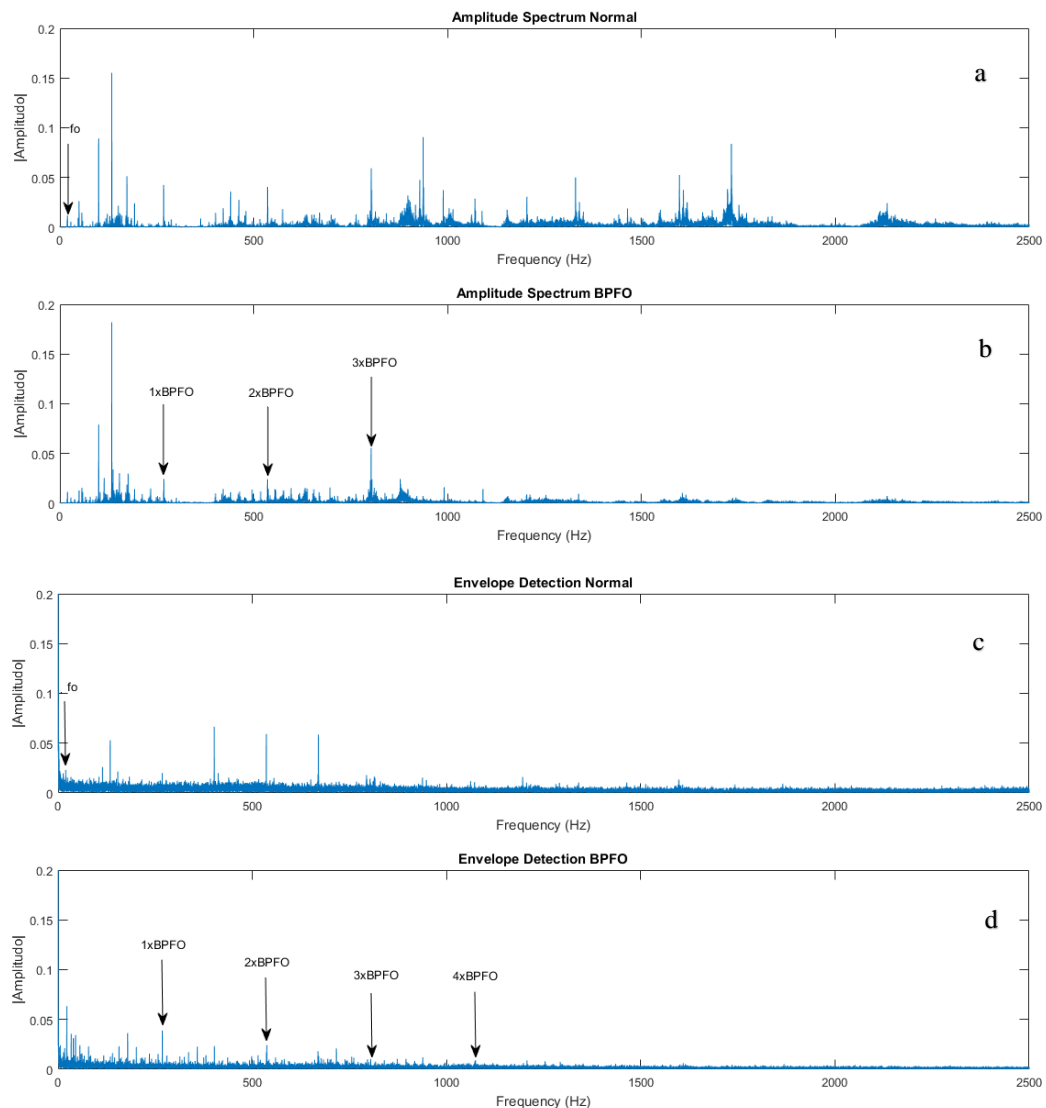 Amplitude Spectrum Normal
0.2
0.15
0.1
0.05
0
|Amplitudo|
fo
a
0 500 1000 1500 2000 2500
Frequency (Hz)
Amplitude Spectrum BPFO
0.2
0.15
0.1
0.05
0
|Amplitudo|
1xBPFO
2xBPFO
3xBPFO
b
0 500 1000 1500 2000 2500
Frequency (Hz)
Envelope Detection Normal
0.2
0.15
0.1
0.05
0
|Amplitudo|
fo
c
0 500 1000 1500 2000 2500
Frequency (Hz)
Envelope Detection BPFO
0.2
0.15
0.1
0.05
0
|Amplitudo|
1xBPFO
2xBPFO
3xBPFO
4xBPFO
d
0 500 1000 1500 2000 2500
Frequency (Hz)